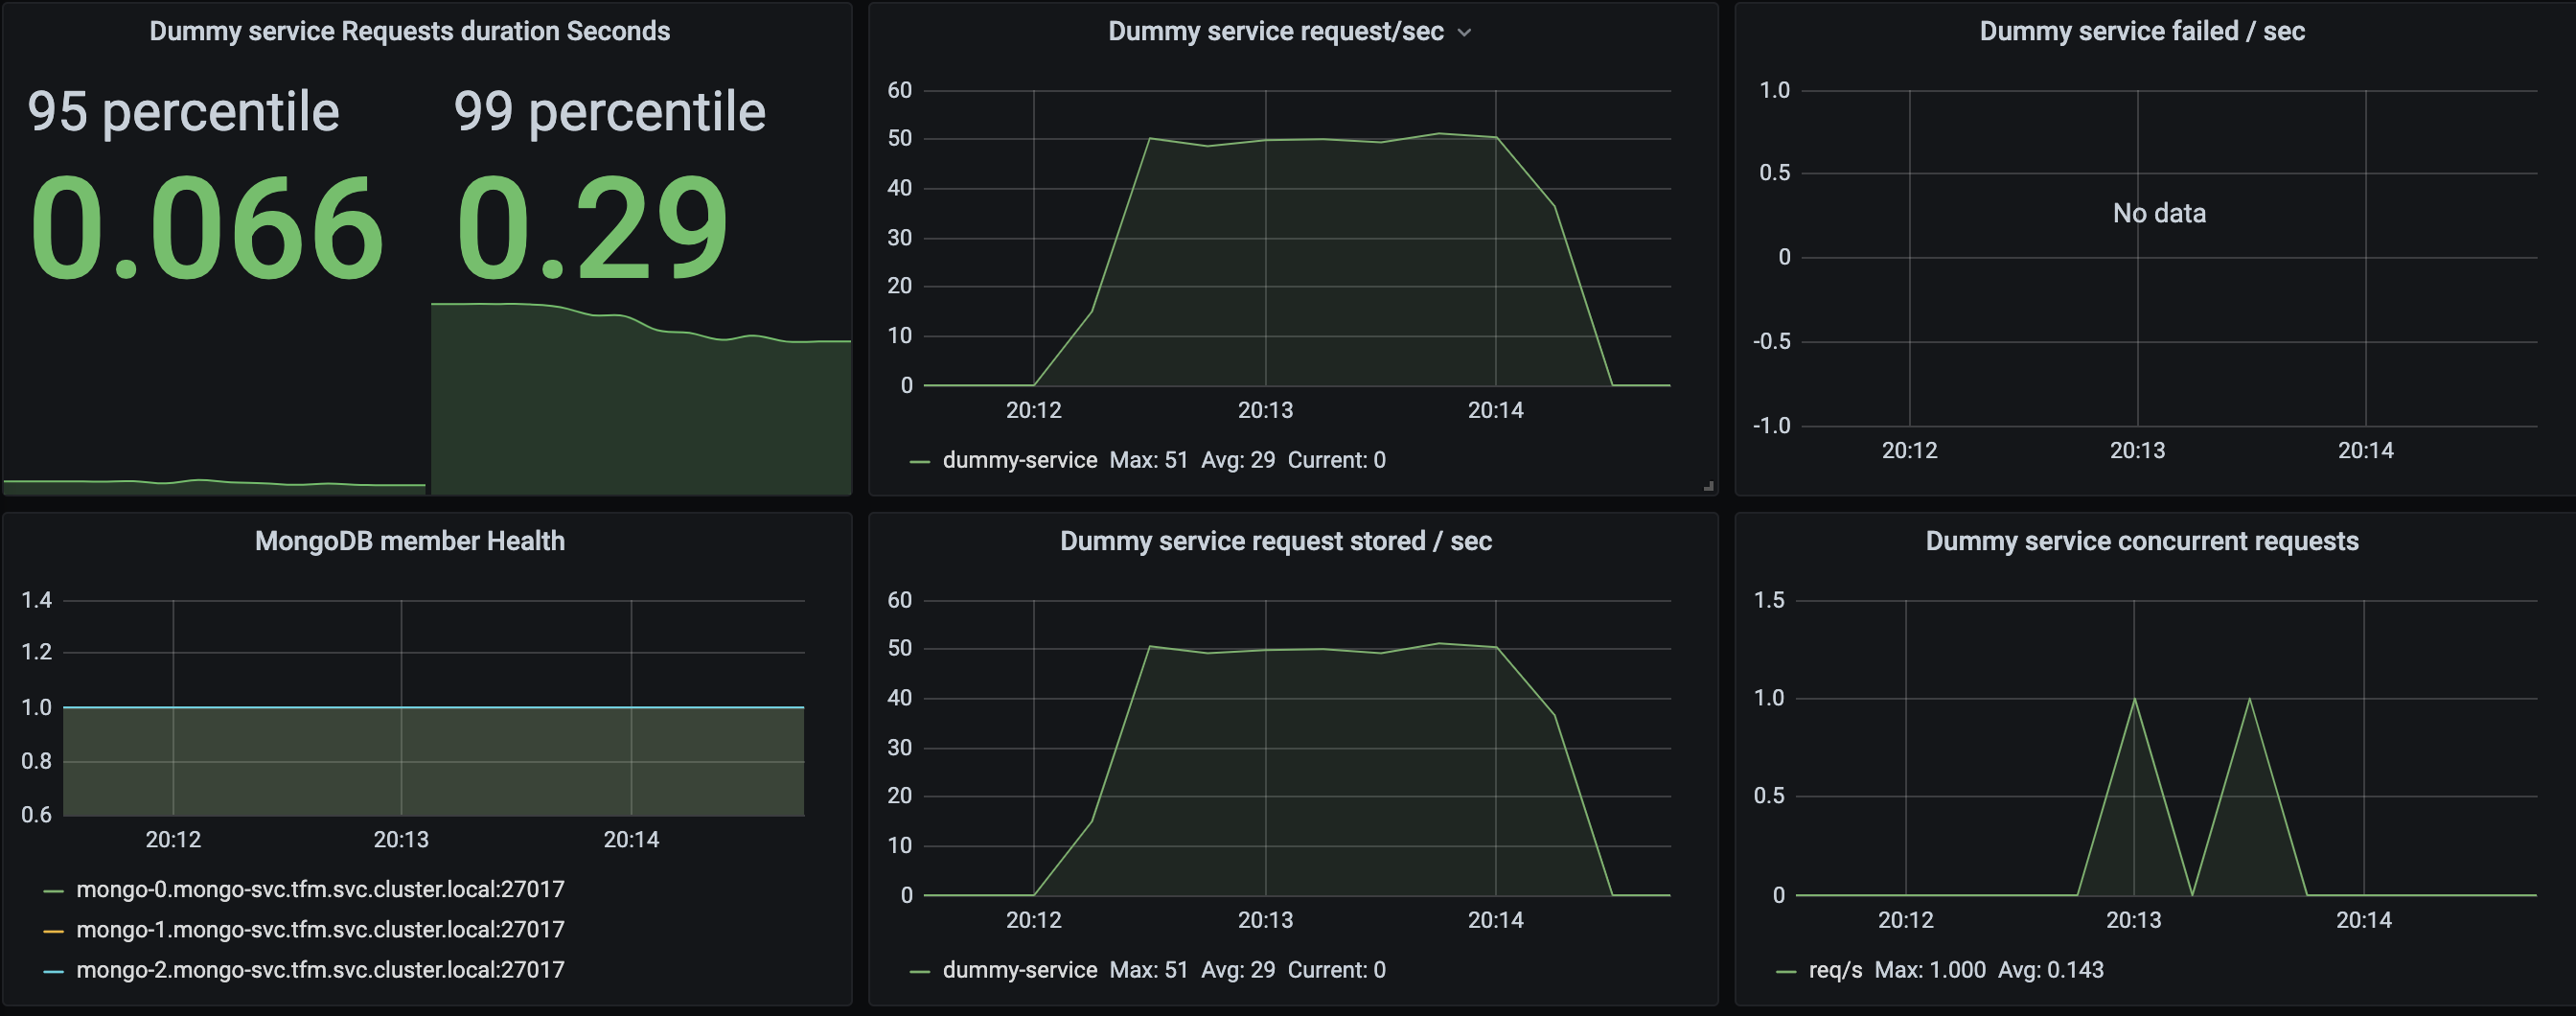 Dummy service Requests duration Seconds
95 percentile 99 percentile
0.066 0.29
Dummy service request/sec
60
50
40
30
20
10
0
20:12 20:13 20:14
dummy-service Max: 51 Avg: 29 Current: 0
Dummy service failed / sec
1.0
0.5
No data
0
-0.5
-1.0
20:12 20:13 20:14
MongoDB member Health
1.4
1.2
1.0
0.8
0.6
20:12 20:13 20:14
mongo-0.mongo-svc.tfm.svc.cluster.local:27017
mongo-1.mongo-svc.tfm.svc.cluster.local:27017
mongo-2.mongo-svc.tfm.svc.cluster.local:27017
Dummy service request stored / sec
60
50
40
30
20
10
0
20:12 20:13 20:14
dummy-service Max: 51 Avg: 29 Current: 0
Dummy service concurrent requests
1.5
1.0
0.5
0
20:12 20:13 20:14
req/s Max: 1.000 Avg: 0.143